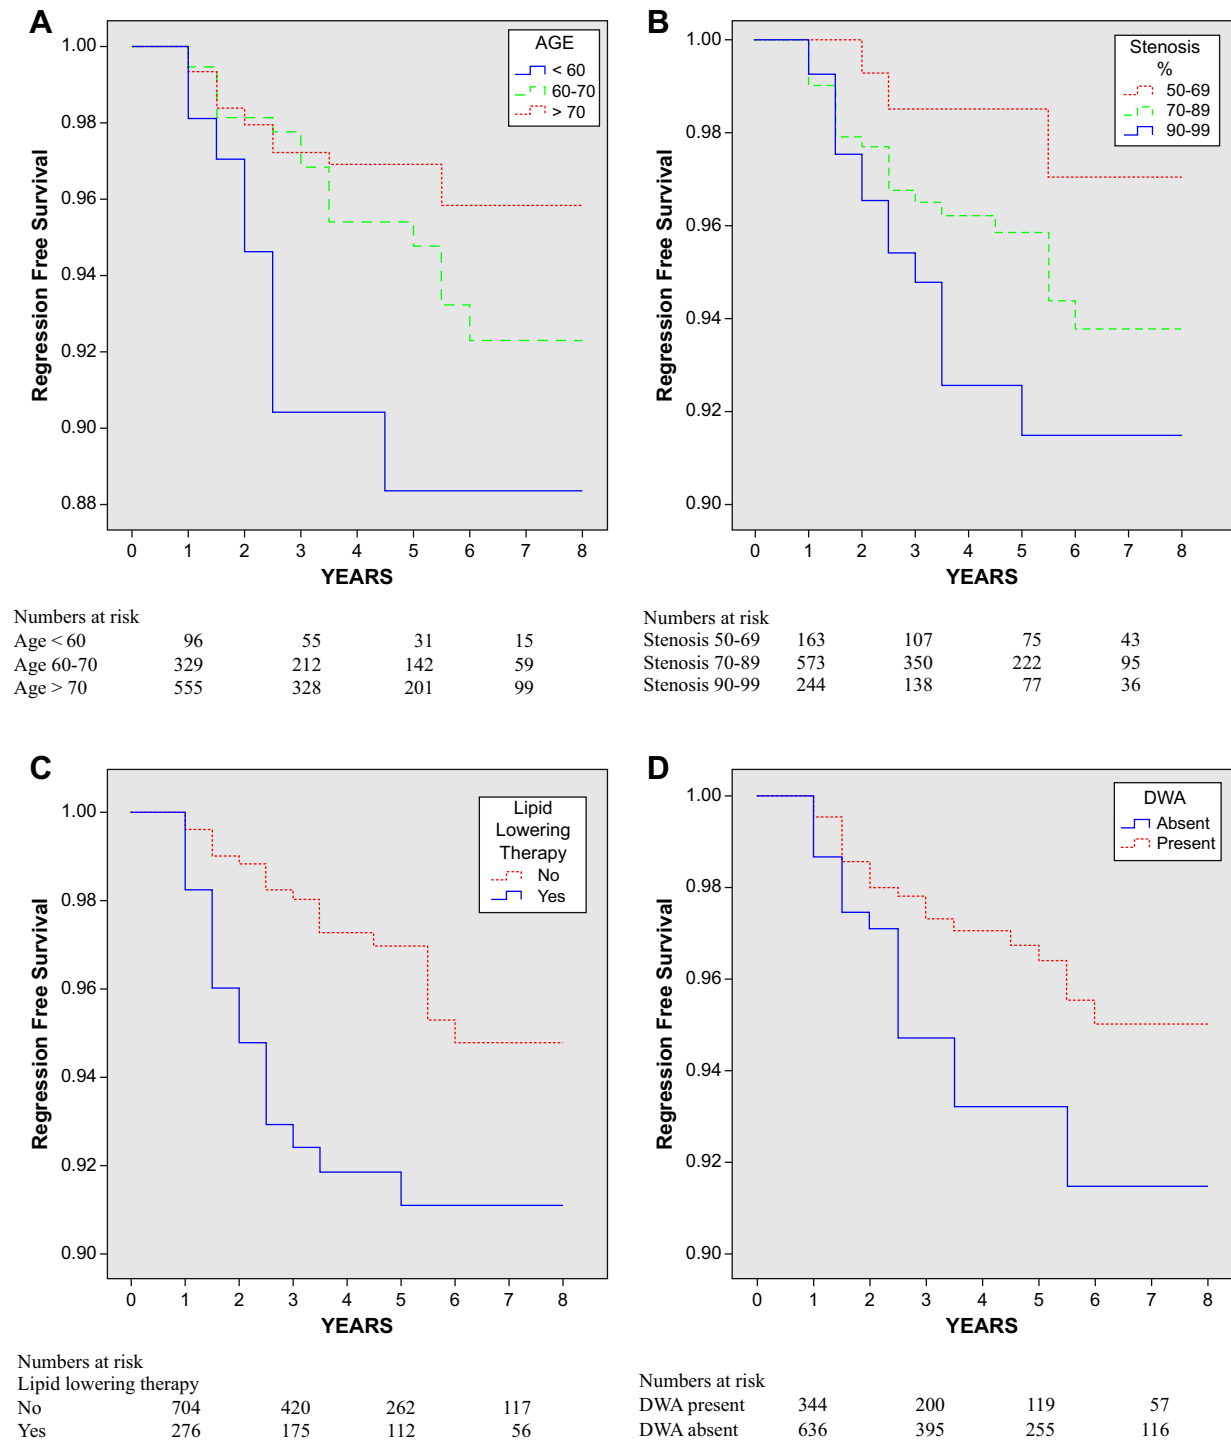 A
1.00
0.98
0.96
0.94
0.92
0.90
0.88
Regression Free Survival
AGE
< 60
60-70
> 70
0 1 2 3 4 5 6 7 8
YEARS
Numbers at risk
Age < 60 96 55 31 15
Age 60-70 329 212 142 59
Age > 70 555 328 201 99
B
1.00
0.98
0.96
0.94
0.92
0.90
Regression Free Survival
Stenosis
%
50-69
70-89
90-99
0 1 2 3 4 5 6 7 8
YEARS
Numbers at risk
Stenosis 50-69 163 107 75 43
Stenosis 70-89 573 350 222 95
Stenosis 90-99 244 138 77 36
C
1.00
0.98
0.96
0.94
0.92
0.90
Regression Free Survival
Lipid
Lowering
Therapy
No
Yes
0 1 2 3 4 5 6 7 8
YEARS
Numbers at risk
Lipid lowering therapy
No 704 420 262 117
Yes 276 175 112 56
D
1.00
0.98
0.96
0.94
0.92
0.90
Regression Free Survival
DWA
Absent
Present
0 1 2 3 4 5 6 7 8
YEARS
Numbers at risk
DWA present 344 200 119 57
DWA absent 636 395 255 116